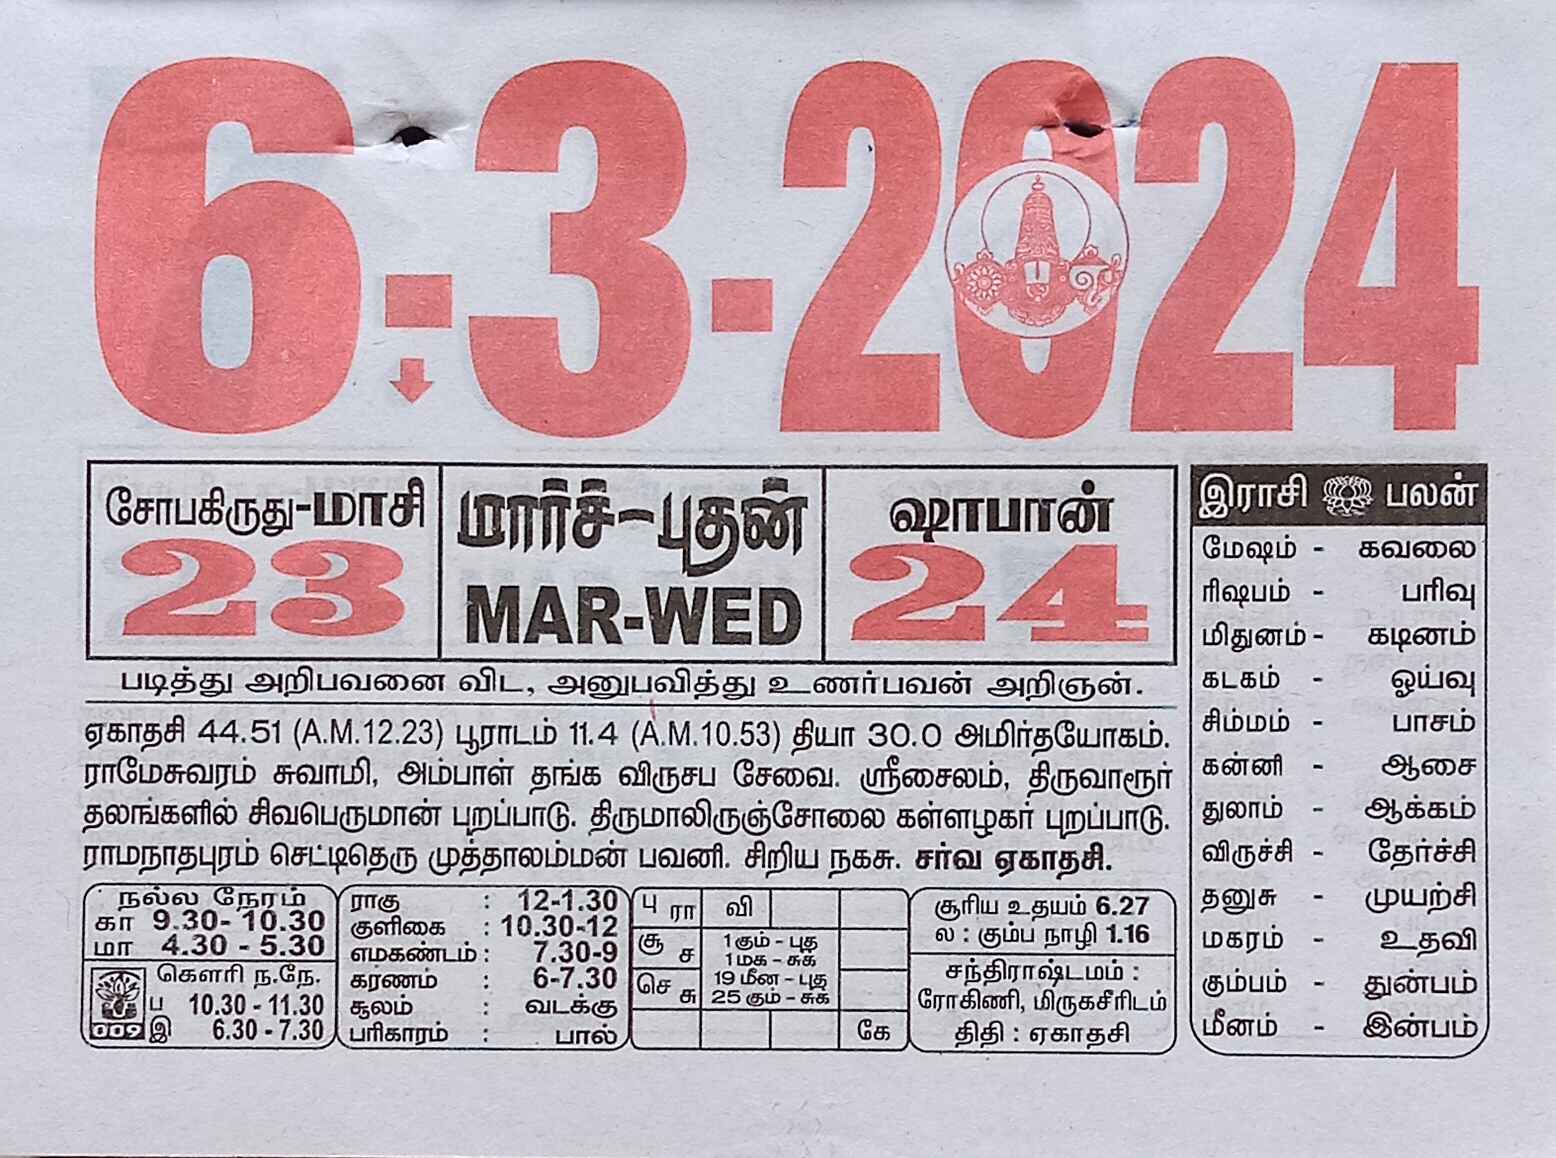 6-3-2024
சோபகிருது-மாசி
23
மார்ச்-புதன்
MAR-WED
ஷாபான்
24
படித்து அறிபவனை விட, அனுபவித்து உணர்பவன் அறிஞன்.
ஏகாதசி 44.51 (A.M.12.23) பூராடம் 11.4 (A.M.10.53) தியா 30.0 அமிர்தயோகம்.
ராமேசுவரம் சுவாமி, அம்பாள் தங்க விருசப சேவை. ஸ்ரீசைலம், திருவாரூர்
தலங்களில் சிவபெருமான் புறப்பாடு. திருமாலிருஞ்சோலை கள்ளழகர் புறப்பாடு.
ராமநாதபுரம் செட்டிதெரு முத்தாலம்மன் பவனி. சிறிய நகசு. சர்வ ஏகாதசி.
நல்ல நேரம்
கா 9.30-10.30
மா 4.30-5.30
கௌரி ந.நே.
ப 10.30-11.30
இ 6.30-7.30
009
ராகு : 12-1.30
குளிகை : 10.30-12
எமகண்டம் : 7.30-9
கரணம் : 6-7.30
சூலம் : வடக்கு
பரிகாரம் : பால்
பு ரா வி
சூ ச
செ சு
1 கும் - புத
1 மக - சுக்
19 மீன - புத
25 கும் - சுக்
கே
சூரிய உதயம் 6.27
ல : கும்ப நாழி 1.16
சந்திராஷ்டமம் :
ரோகிணி, மிருகசீரிடம்
திதி : ஏகாதசி
இராசி பலன்
மேஷம் - கவலை
ரிஷபம் - பரிவு
மிதுனம் - கடினம்
கடகம் - ஓய்வு
சிம்மம் - பாசம்
கன்னி - ஆசை
துலாம் - ஆக்கம்
விருச்சி - தேர்ச்சி
தனுசு - முயற்சி
மகரம் - உதவி
கும்பம் - துன்பம்
மீனம் - இன்பம்